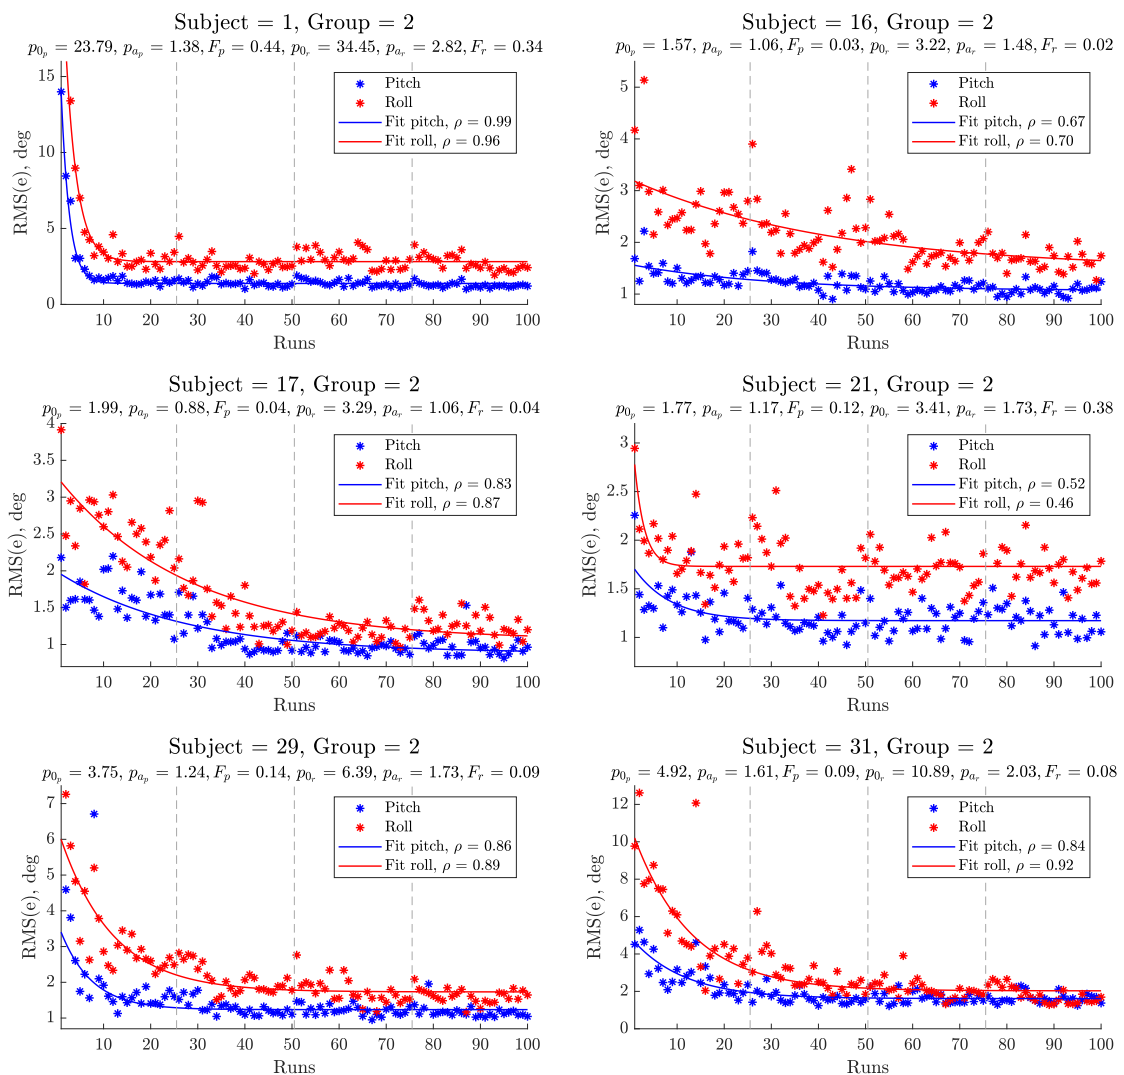 Subject = 1, Group = 2
p0p = 23.79, pap = 1.38, Fp = 0.44, p0r = 34.45, par = 2.82, Fr = 0.34
15
10
5
0
RMS(e), deg
Pitch
Roll
Fit pitch, ρ = 0.99
Fit roll, ρ = 0.96
10 20 30 40 50 60 70 80 90 100
Runs
Subject = 16, Group = 2
p0p = 1.57, pap = 1.06, Fp = 0.03, p0r = 3.22, par = 1.48, Fr = 0.02
5
4
3
2
1
RMS(e), deg
Pitch
Roll
Fit pitch, ρ = 0.67
Fit roll, ρ = 0.70
10 20 30 40 50 60 70 80 90 100
Runs
Subject = 17, Group = 2
p0p = 1.99, pap = 0.88, Fp = 0.04, p0r = 3.29, par = 1.06, Fr = 0.04
4
3.5
3
2.5
2
1.5
1
RMS(e), deg
Pitch
Roll
Fit pitch, ρ = 0.83
Fit roll, ρ = 0.87
10 20 30 40 50 60 70 80 90 100
Runs
Subject = 21, Group = 2
p0p = 1.77, pap = 1.17, Fp = 0.12, p0r = 3.41, par = 1.73, Fr = 0.38
3
2.5
2
1.5
1
RMS(e), deg
Pitch
Roll
Fit pitch, ρ = 0.52
Fit roll, ρ = 0.46
10 20 30 40 50 60 70 80 90 100
Runs
Subject = 29, Group = 2
p0p = 3.75, pap = 1.24, Fp = 0.14, p0r = 6.39, par = 1.73, Fr = 0.09
7
6
5
4
3
2
1
RMS(e), deg
Pitch
Roll
Fit pitch, ρ = 0.86
Fit roll, ρ = 0.89
10 20 30 40 50 60 70 80 90 100
Runs
Subject = 31, Group = 2
p0p = 4.92, pap = 1.61, Fp = 0.09, p0r = 10.89, par = 2.03, Fr = 0.08
12
10
8
6
4
2
0
RMS(e), deg
Pitch
Roll
Fit pitch, ρ = 0.84
Fit roll, ρ = 0.92
10 20 30 40 50 60 70 80 90 100
Runs